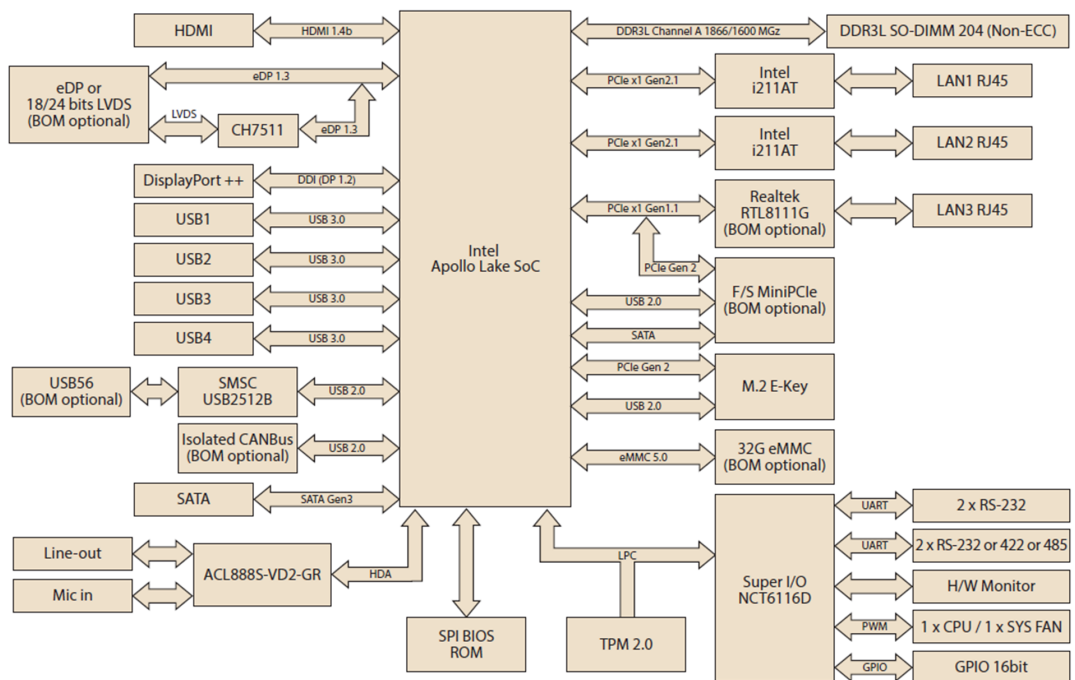 HDMI
HDMI 1.4b
DDR3L Channel A 1866/1600 MGz
DDR3L SO-DIMM 204 (Non-ECC)
eDP or
18/24 bits LVDS
(BOM optional)
eDP 1.3
LVDS
CH7511
eDP 1.3
PCIe x1 Gen2.1
Intel
i211AT
LAN1 RJ45
PCIe x1 Gen2.1
Intel
i211AT
LAN2 RJ45
DisplayPort ++
DDI (DP 1.2)
PCIe x1 Gen1.1
Realtek
RTL8111G
(BOM optional)
LAN3 RJ45
USB1
USB 3.0
USB2
USB 3.0
USB3
USB 3.0
USB4
USB 3.0
Intel
Apollo Lake SoC
PCIe Gen 2
USB 2.0
SATA
F/S MiniPCIe
(BOM optional)
PCIe Gen 2
USB 2.0
M.2 E-Key
USB56
(BOM optional)
SMSC
USB2512B
USB 2.0
Isolated CANBus
(BOM optional)
USB 2.0
eMMC 5.0
32G eMMC
(BOM optional)
SATA
SATA Gen3
Line-out
Mic in
ACL888S-VD2-GR
HDA
SPI BIOS
ROM
LPC
TPM 2.0
Super I/O
NCT6116D
UART
2 x RS-232
UART
2 x RS-232 or 422 or 485
H/W Monitor
PWM
1 x CPU / 1 x SYS FAN
GPIO
GPIO 16bit